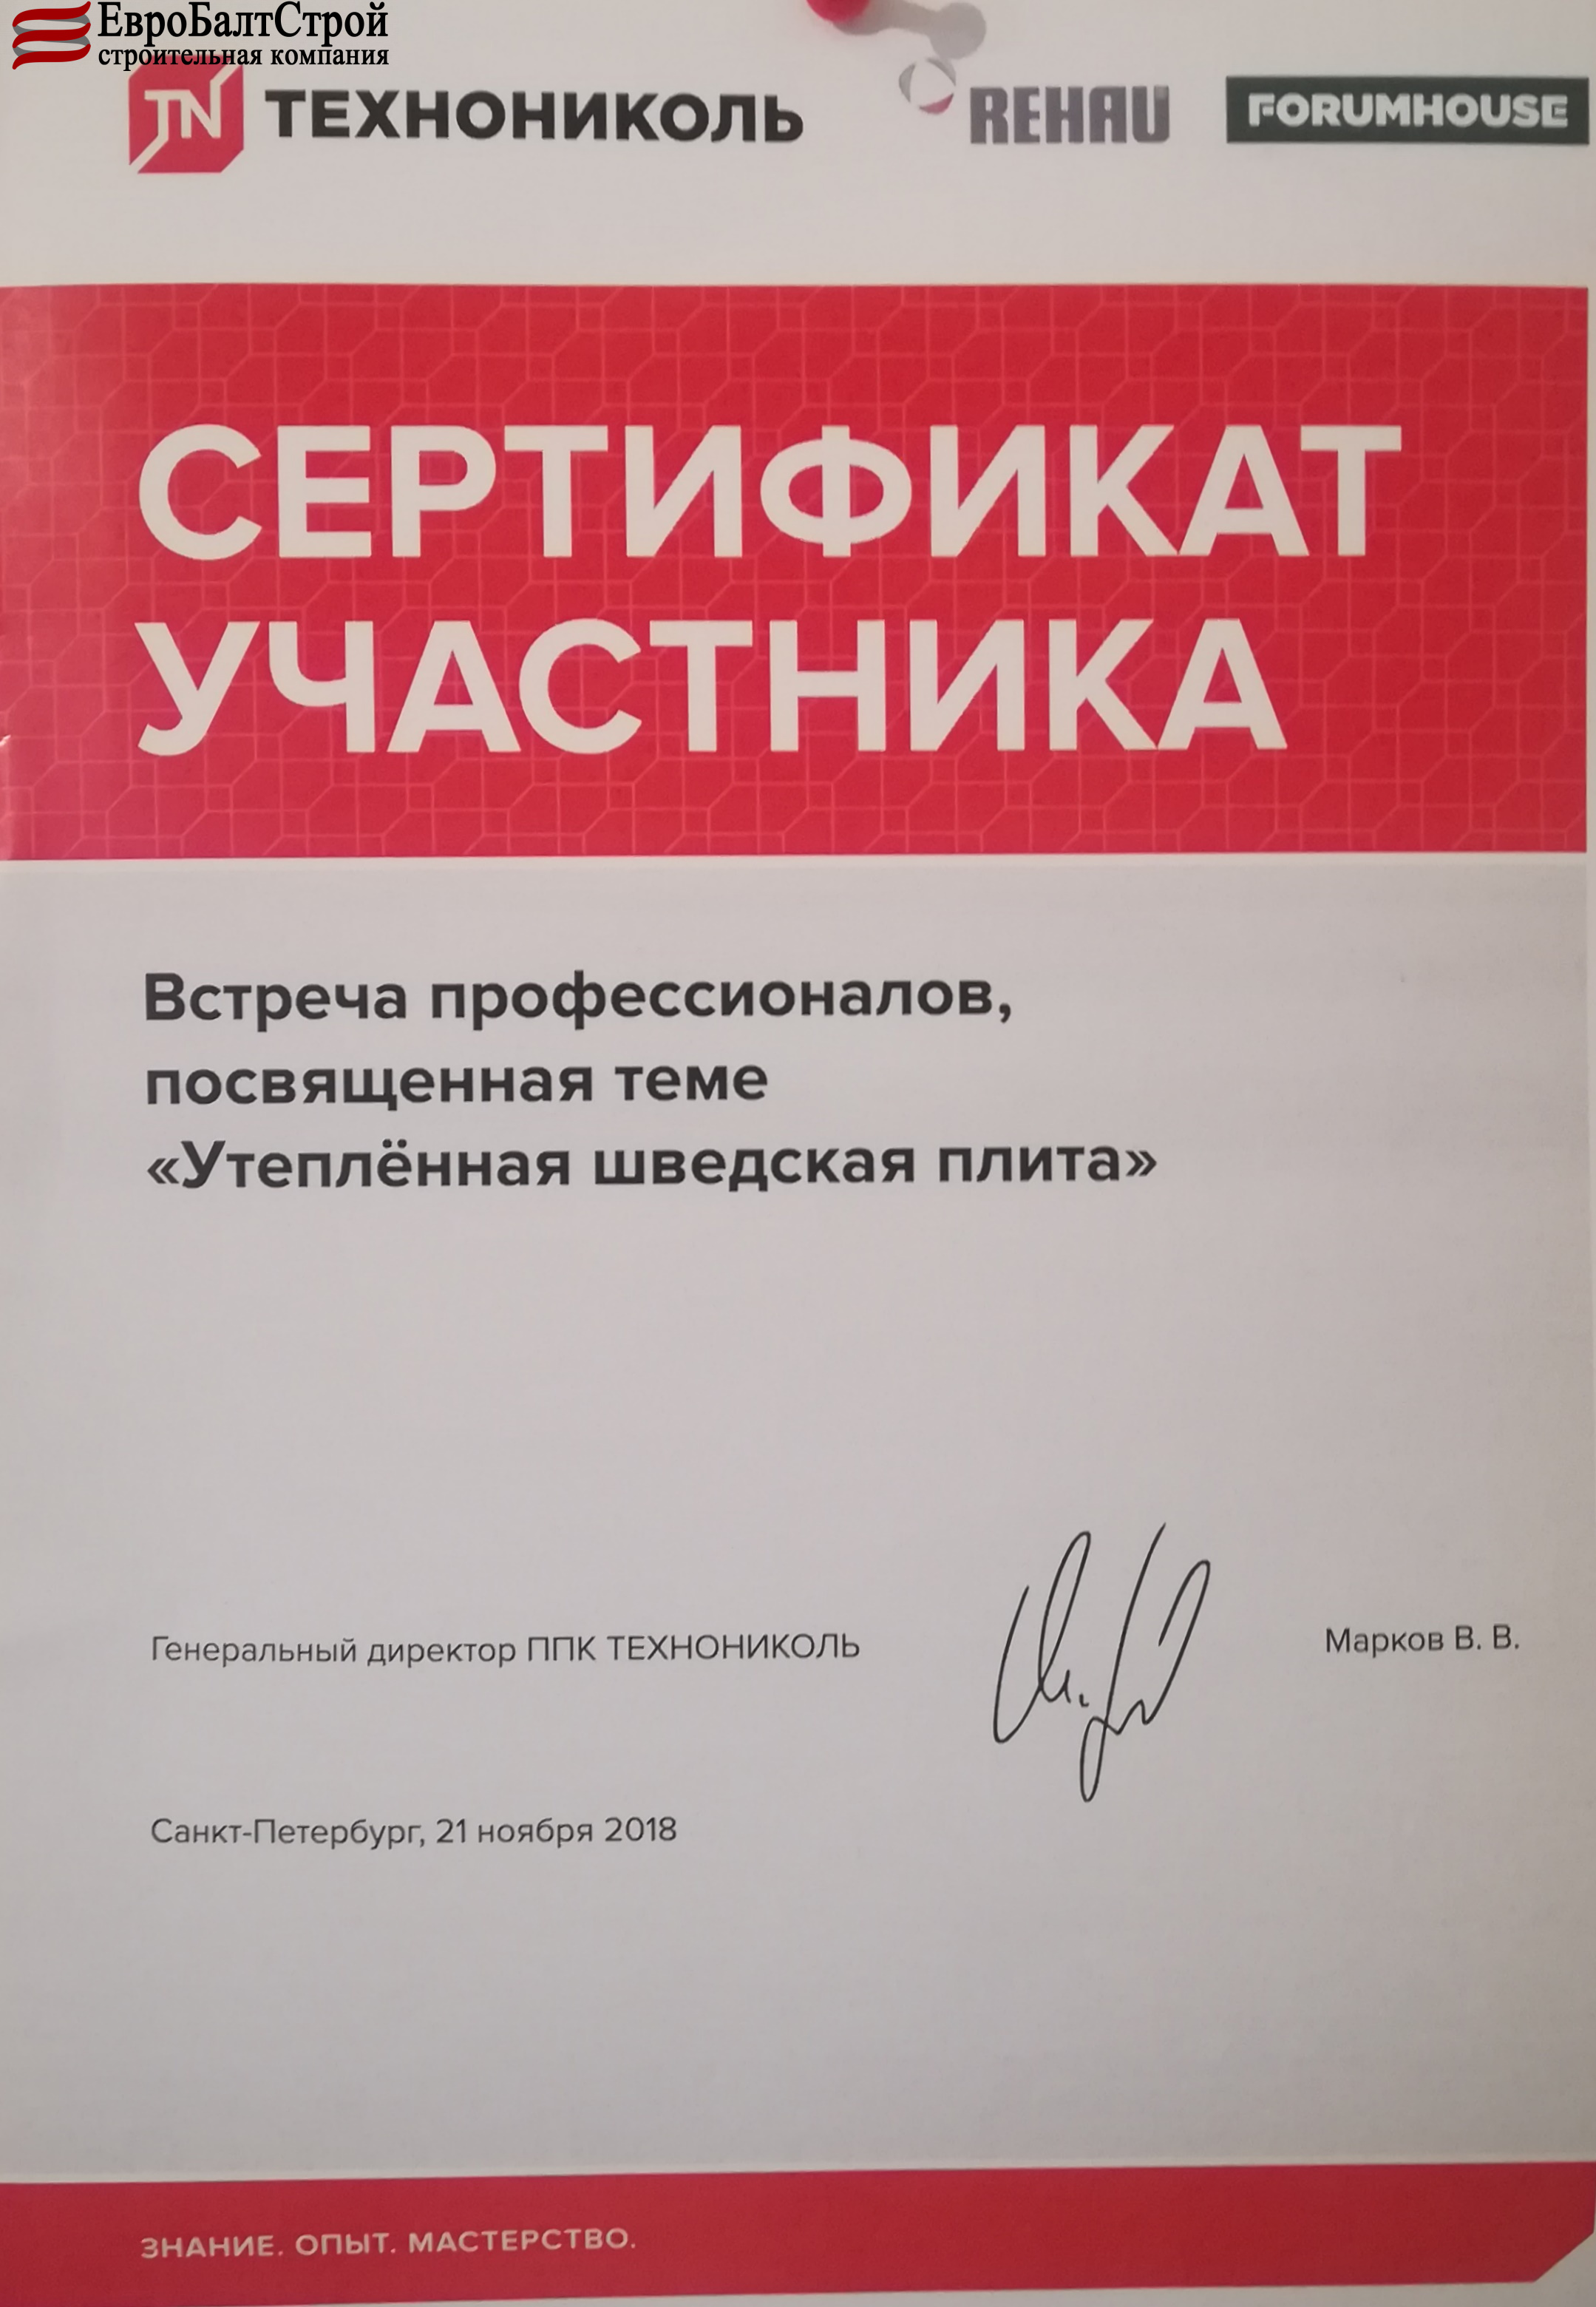 ЕвроБалтСтрой
строительная компания
TN ТЕХНОНИКОЛЬ
REHAU
FORUMHOUSE
СЕРТИФИКАТ
УЧАСТНИКА
Встреча профессионалов,
посвященная теме
«Утеплённая шведская плита»
Генеральный директор ППК ТЕХНОНИКОЛЬ
Марков В. В.
Санкт-Петербург, 21 ноября 2018
ЗНАНИЕ. ОПЫТ. МАСТЕРСТВО.